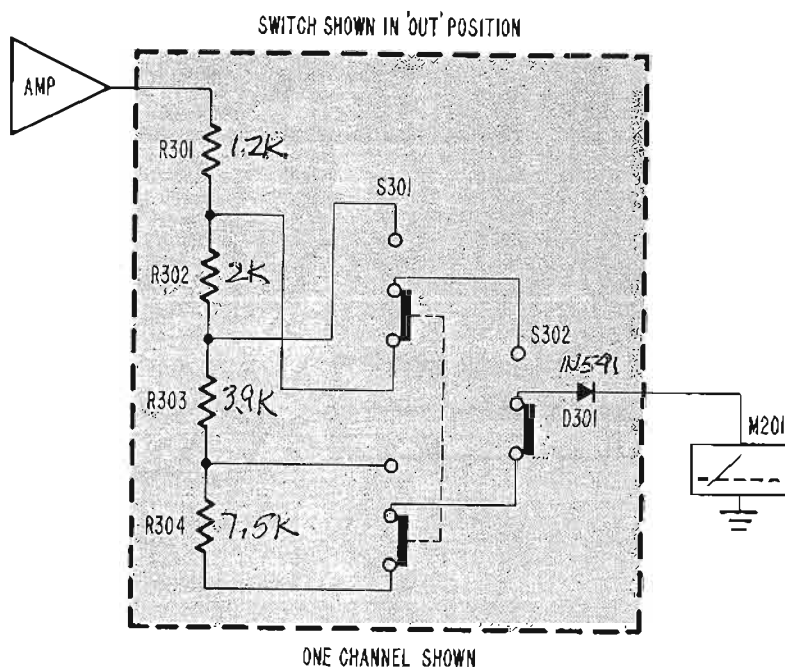 SWITCH SHOWN IN 'OUT' POSITION
AMP
R301 1.2K
S301
R302 2K
S302
1N591
R303 3.9K
D301
M201
R304 7.5K
ONE CHANNEL SHOWN